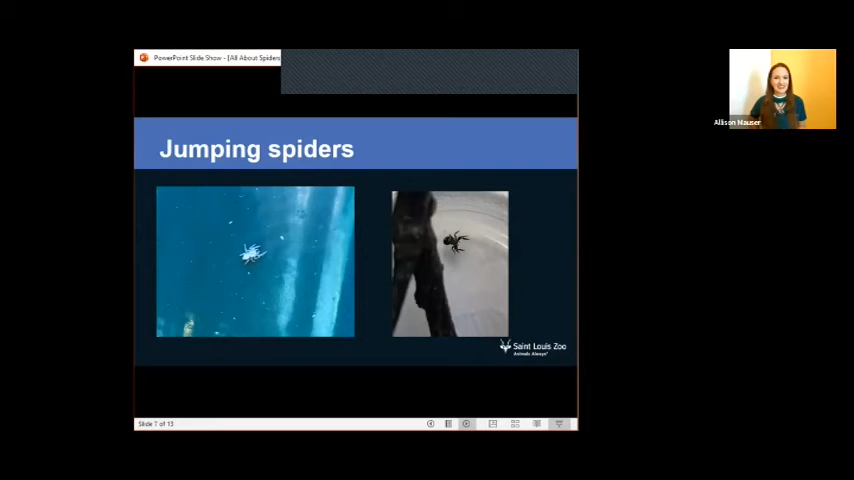 PowerPoint Slide Show - [All About Spiders
Allison Mauser
Jumping spiders
Saint Louis Zoo
Animals Always®
Slide 7 of 13